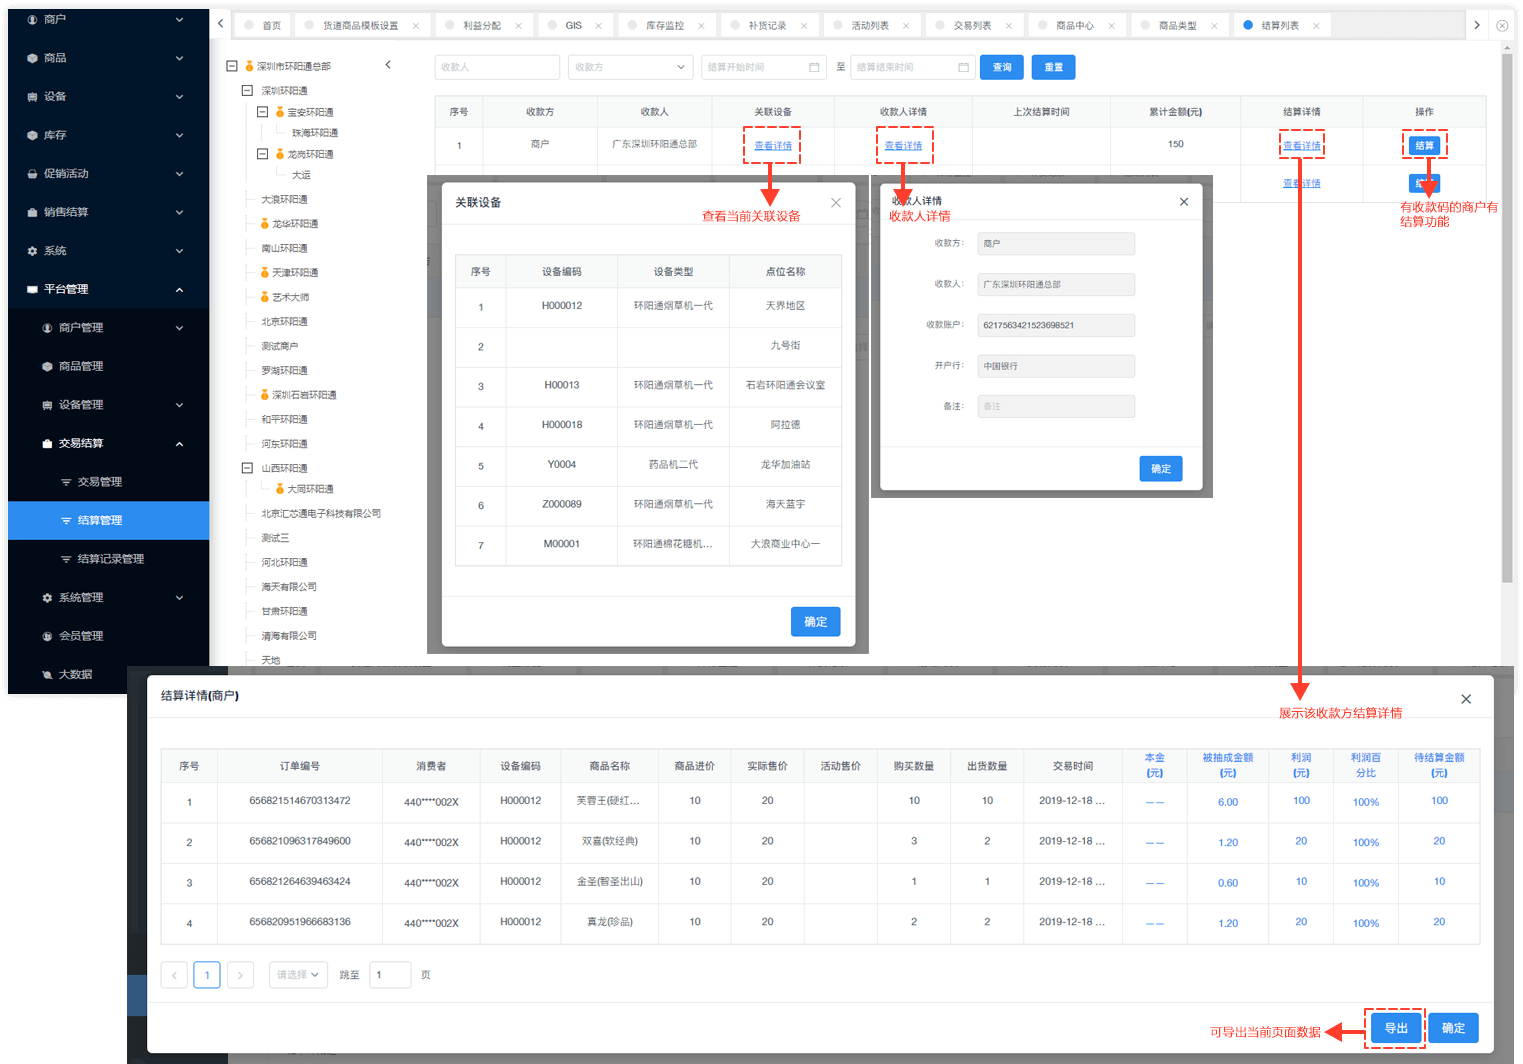 商户
商品
设备
库存
促销活动
销售结算
系统
平台管理
商户管理
商品管理
设备管理
交易结算
交易管理
结算管理
结算记录管理
系统管理
会员管理
大数据
首页
货道商品模板设置
利益分配
GIS
库存监控
补货记录
活动列表
交易列表
商品中心
商品类型
结算列表
深圳市环阳通总部
深圳环阳通
宝安环阳通
珠海环阳通
龙岗环阳通
大运
大浪环阳通
龙华环阳通
南山环阳通
天津环阳通
艺术大师
北京环阳通
测试商户
罗湖环阳通
深圳石岩环阳通
和平环阳通
河东环阳通
山西环阳通
大同环阳通
北京汇芯通电子科技有限公司
测试三
河北环阳通
海天有限公司
甘肃环阳通
清海有限公司
天地
收款人
收款方
结算开始时间
至
结算结束时间
查询
重置
序号 收款方 收款人 关联设备 收款人详情 上次结算时间 累计金额(元) 结算详情 操作
1 商户 广东深圳环阳通总部 查看详情 查看详情 150 查看详情 结算
查看详情
查看当前关联设备
收款人详情
有收款码的商户有
结算功能
关联设备
序号 设备编码 设备类型 点位名称
1 H000012 环阳通烟草机一代 天界地区
2 九号街
3 H00013 环阳通烟草机一代 石岩环阳通会议室
4 H000018 环阳通烟草机一代 阿拉德
5 Y0004 药品机二代 龙华加油站
6 Z000089 环阳通烟草机一代 海天蓝宇
7 M00001 环阳通棉花糖机... 大浪商业中心一
确定
收款人详情
收款方： 商户
收款人： 广东深圳环阳通总部
收款账户： 6217563421523698521
开户行： 中国银行
备注： 备注
确定
展示该收款方结算详情
结算详情(商户)
序号 订单编号 消费者 设备编码 商品名称 商品进价 实际售价 活动售价 购买数量 出货数量 交易时间 本金(元) 被抽成金额(元) 利润(元) 利润百分比 待结算金额(元)
1 656821514670313472 440****002X H000012 芙蓉王(硬红... 10 20 10 10 2019-12-18 ... —— 6.00 100 100% 100
2 656821096317849600 440****002X H000012 双喜(软经典) 10 20 3 2 2019-12-18 ... —— 1.20 20 100% 20
3 656821264639463424 440****002X H000012 金圣(智圣出山) 10 20 1 1 2019-12-18 ... —— 0.60 10 100% 10
4 656820951966683136 440****002X H000012 真龙(珍品) 10 20 2 2 2019-12-18 ... —— 1.20 20 100% 20
1 请选择 跳至 1 页
可导出当前页面数据
导出
确定